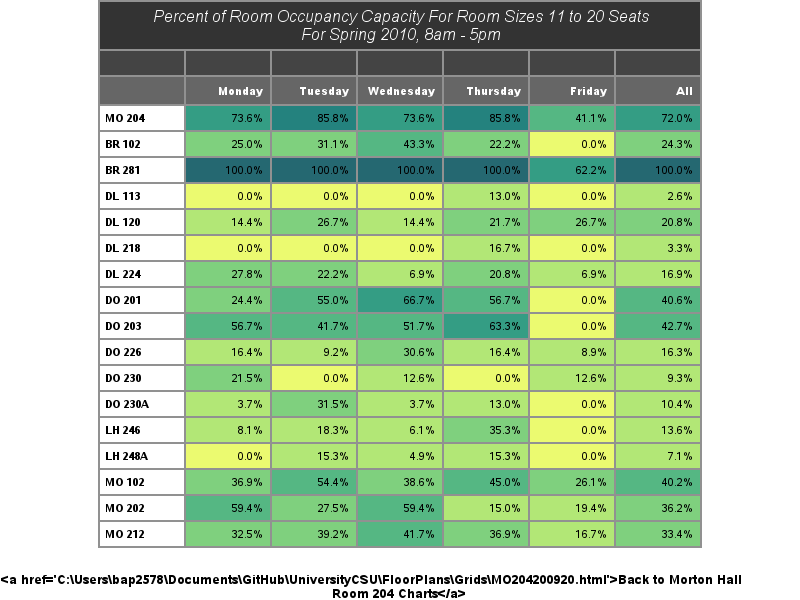 Percent of Room Occupancy Capacity For Room Sizes 11 to 20 Seats
For Spring 2010, 8am - 5pm
Monday Tuesday Wednesday Thursday Friday All
MO 204 73.6% 85.8% 73.6% 85.8% 41.1% 72.0%
BR 102 25.0% 31.1% 43.3% 22.2% 0.0% 24.3%
BR 281 100.0% 100.0% 100.0% 100.0% 62.2% 100.0%
DL 113 0.0% 0.0% 0.0% 13.0% 0.0% 2.6%
DL 120 14.4% 26.7% 14.4% 21.7% 26.7% 20.8%
DL 218 0.0% 0.0% 0.0% 16.7% 0.0% 3.3%
DL 224 27.8% 22.2% 6.9% 20.8% 6.9% 16.9%
DO 201 24.4% 55.0% 66.7% 56.7% 0.0% 40.6%
DO 203 56.7% 41.7% 51.7% 63.3% 0.0% 42.7%
DO 226 16.4% 9.2% 30.6% 16.4% 8.9% 16.3%
DO 230 21.5% 0.0% 12.6% 0.0% 12.6% 9.3%
DO 230A 3.7% 31.5% 3.7% 13.0% 0.0% 10.4%
LH 246 8.1% 18.3% 6.1% 35.3% 0.0% 13.6%
LH 248A 0.0% 15.3% 4.9% 15.3% 0.0% 7.1%
MO 102 36.9% 54.4% 38.6% 45.0% 26.1% 40.2%
MO 202 59.4% 27.5% 59.4% 15.0% 19.4% 36.2%
MO 212 32.5% 39.2% 41.7% 36.9% 16.7% 33.4%
<a href='C:\Users\bap2578\Documents\GitHub\UniversityCSU\FloorPlans\Grids\MO204200920.html'>Back to Morton Hall
Room 204 Charts</a>